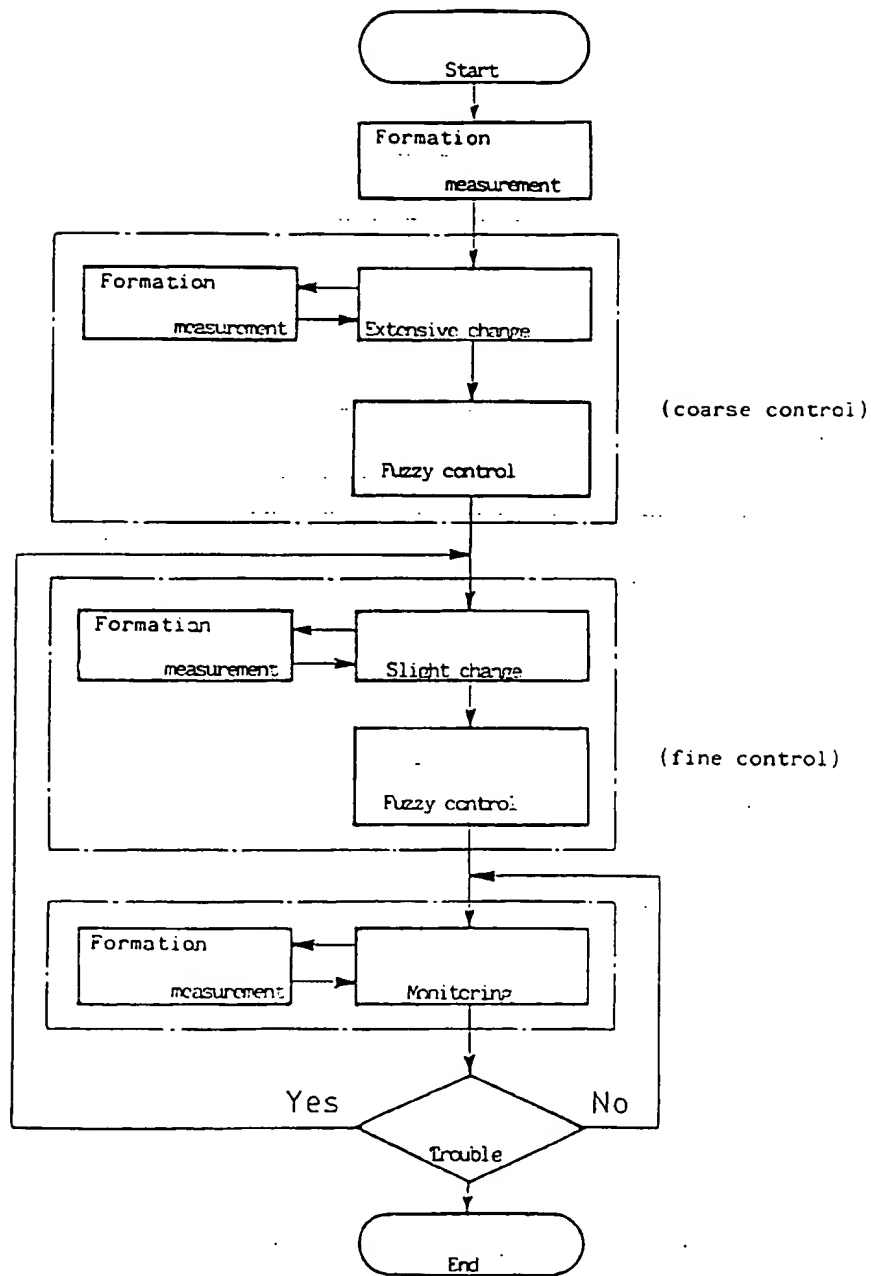 Start
Formation
measurement
Formation
measurement
Extensive change
(coarse control)
Fuzzy control
Formation
measurement
Slight change
(fine control)
Fuzzy control
Formation
measurement
Monitoring
Yes
No
Trouble
End